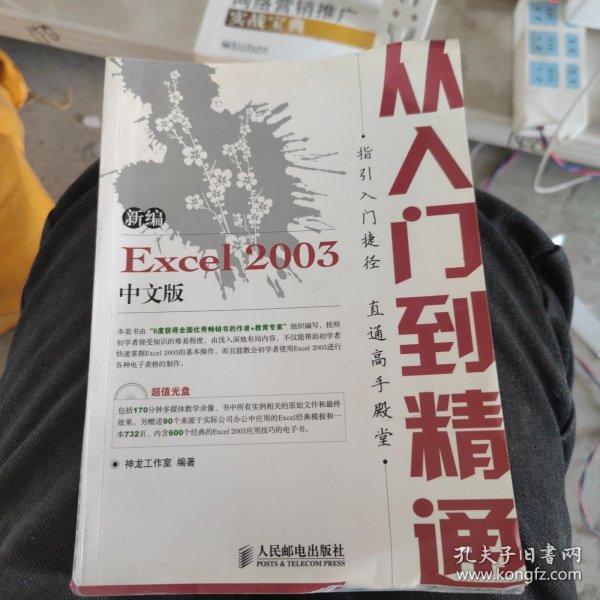 网络营销推广
实战宝典
从入门到精通
指引入门捷径 直通高手殿堂
新编
Excel 2003
中文版
本套书由“6度获得全国优秀畅销书的作者+教育专家”组织编写，按照
初学者接受知识的难易程度，由浅入深地布局内容，不仅能帮助初学者
快速掌握Excel 2003的基本操作，而且能教会初学者使用Excel 2003进行
各种电子表格的制作。
超值光盘
包括170分钟多媒体教学录像、书中所有实例相关的原始文件和最终
效果。另赠送90个来源于实际公司办公中应用的Excel经典模板和一
本732页、内含600个经典的Excel 2003应用技巧的电子书。
神龙工作室 编著
人民邮电出版社
POSTS & TELECOM PRESS
孔夫子旧书网
www.kongfz.com